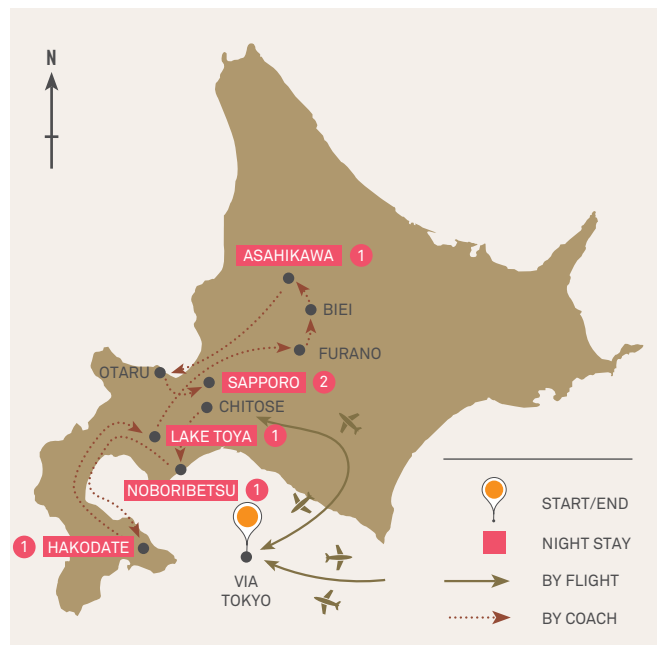 N
ASAHIKAWA 1
BIEI
FURANO
OTARU
SAPPORO 2
CHITOSE
LAKE TOYA 1
NOBORIBETSU 1
1 HAKODATE
VIA
TOKYO
START/END
NIGHT STAY
BY FLIGHT
BY COACH